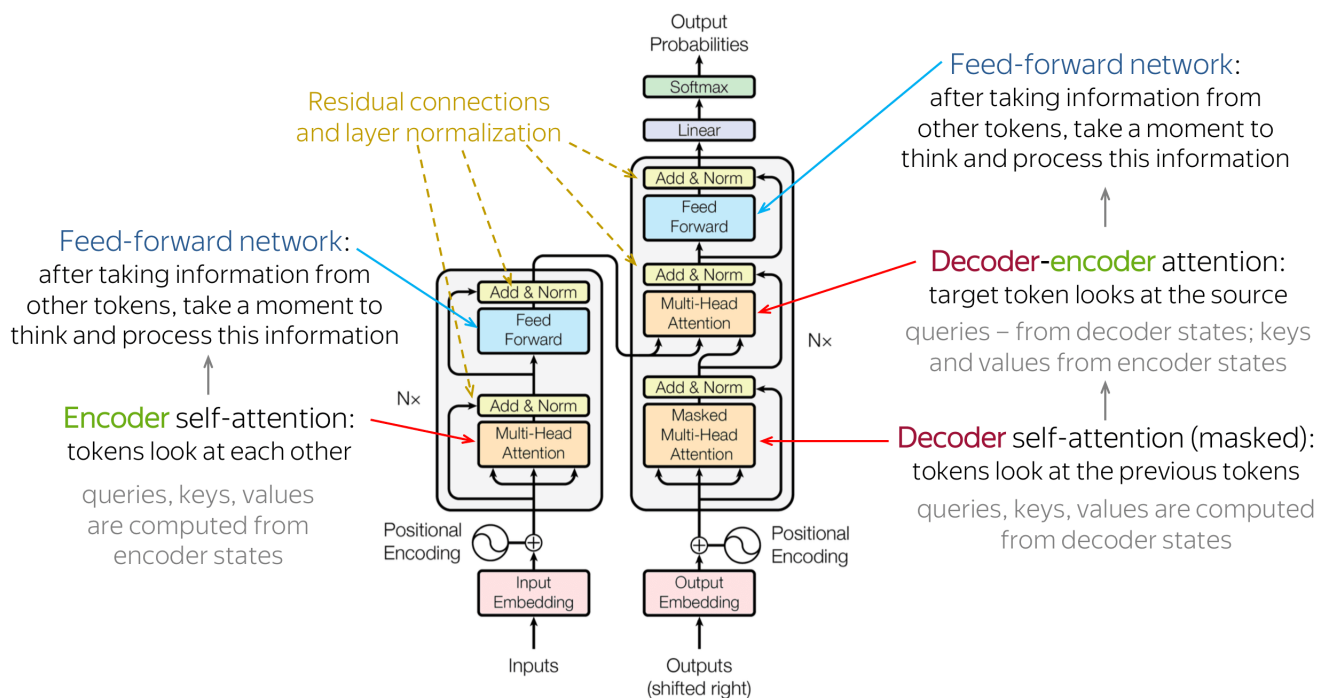 Output
Probabilities
Softmax
Linear
Add & Norm
Feed
Forward
Add & Norm
Multi-Head
Attention
Add & Norm
Masked
Multi-Head
Attention
N×
Positional
Encoding
Output
Embedding
Outputs
(shifted right)
Residual connections
and layer normalization
Feed-forward network:
after taking information from
other tokens, take a moment to
think and process this information
Encoder self-attention:
tokens look at each other
queries, keys, values
are computed from
encoder states
Add & Norm
Feed
Forward
N×
Add & Norm
Multi-Head
Attention
Positional
Encoding
Input
Embedding
Inputs
Feed-forward network:
after taking information from
other tokens, take a moment to
think and process this information
Decoder-encoder attention:
target token looks at the source
queries – from decoder states; keys
and values from encoder states
Decoder self-attention (masked):
tokens look at the previous tokens
queries, keys, values are computed
from decoder states